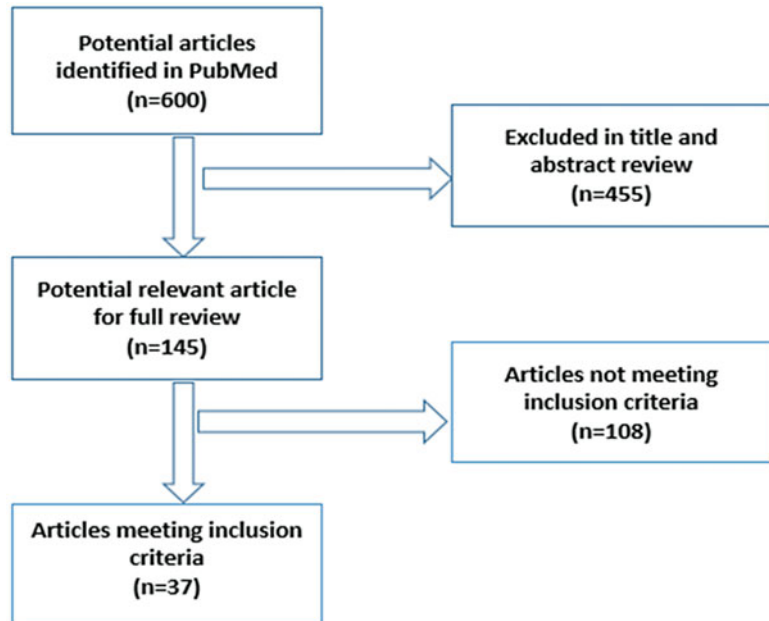 Potential articles
identified in PubMed
(n=600)
Excluded in title and
abstract review
(n=455)
Potential relevant article
for full review
(n=145)
Articles not meeting
inclusion criteria
(n=108)
Articles meeting inclusion
criteria
(n=37)